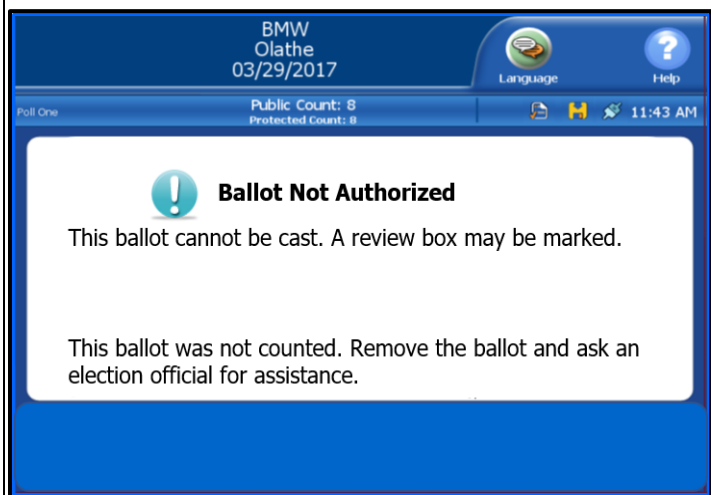 BMW
Olathe
03/29/2017
Language
? Help
Poll One
Public Count: 8
Protected Count: 8
11:43 AM
! Ballot Not Authorized
This ballot cannot be cast. A review box may be marked.
This ballot was not counted. Remove the ballot and ask an
election official for assistance.